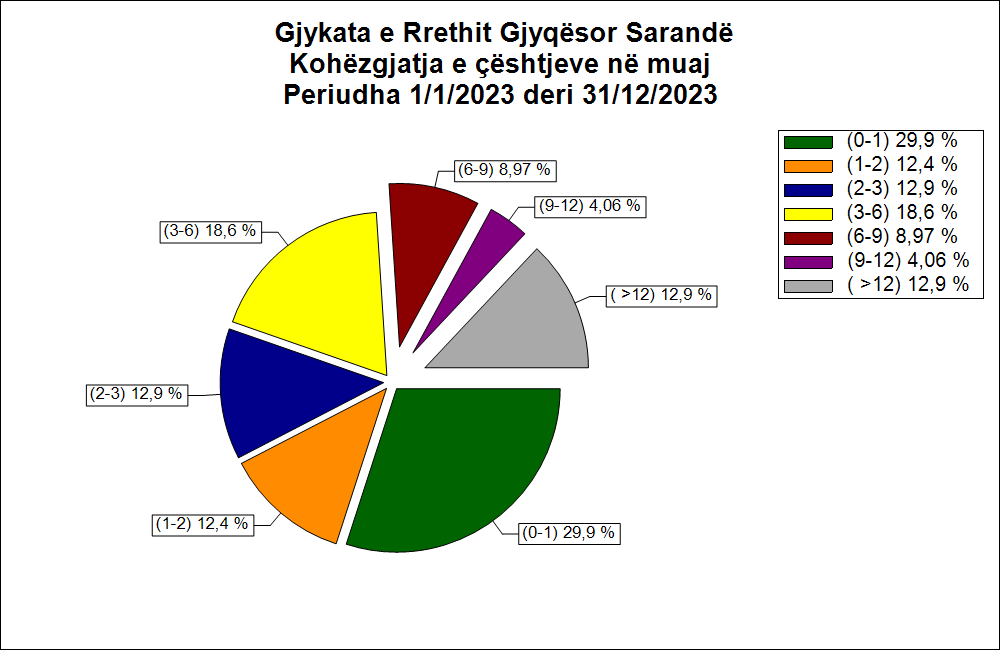 Gjykata e Rrethit Gjyqësor Sarandë
Kohëzgjatja e çështjeve në muaj
Periudha 1/1/2023 deri 31/12/2023
(0-1) 29,9 %
(1-2) 12,4 %
(2-3) 12,9 %
(3-6) 18,6 %
(6-9) 8,97 %
(9-12) 4,06 %
( >12) 12,9 %
(6-9) 8,97 %
(9-12) 4,06 %
(3-6) 18,6 %
( >12) 12,9 %
(2-3) 12,9 %
(1-2) 12,4 %
(0-1) 29,9 %